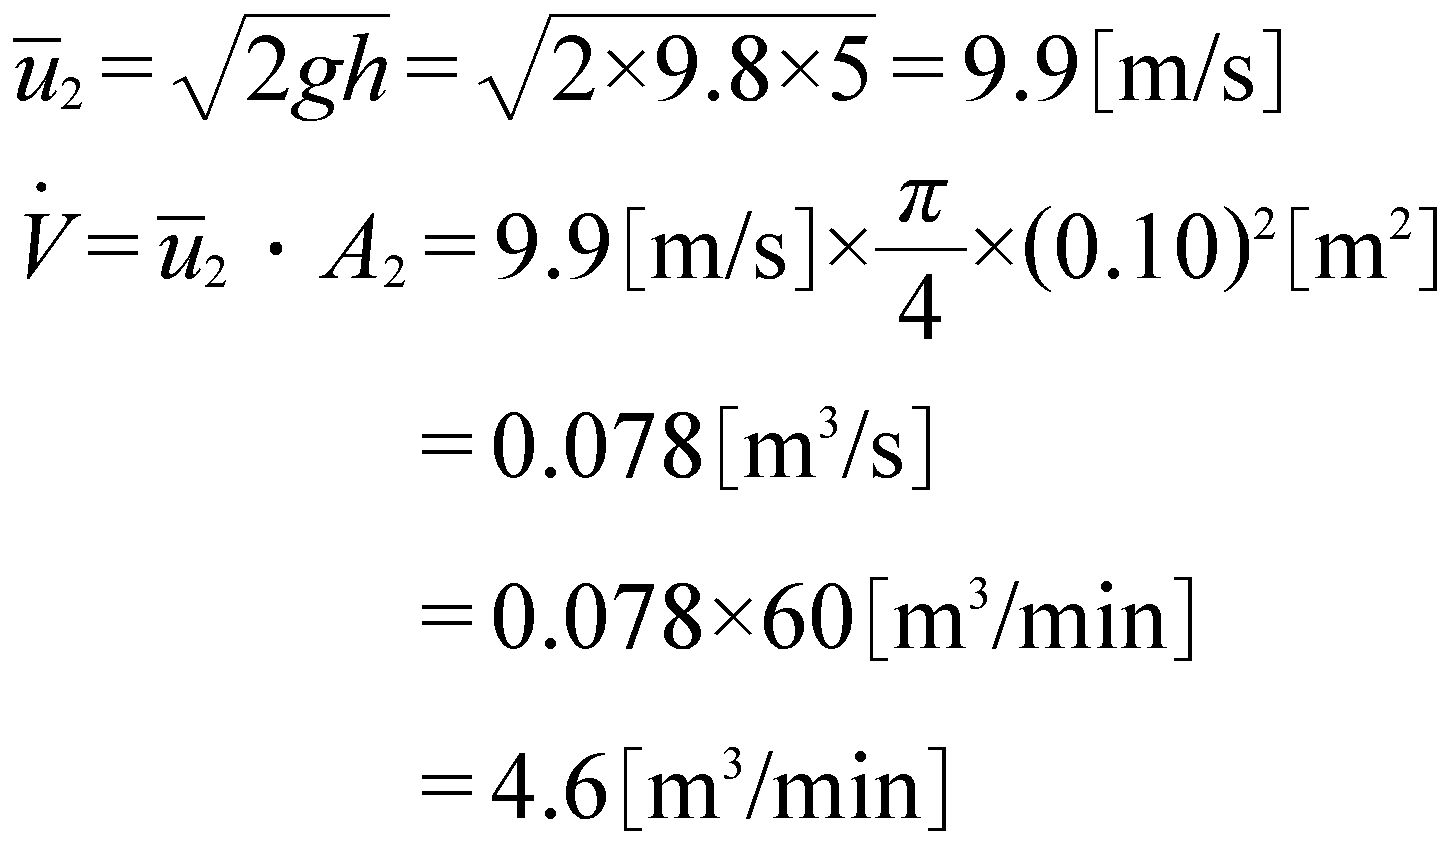 ū₂ = √2gh = √2×9.8×5 = 9.9[m/s]
V̇ = ū₂ · A₂ = 9.9[m/s]×π/4×(0.10)²[m²]
= 0.078[m³/s]
= 0.078×60[m³/min]
= 4.6[m³/min]